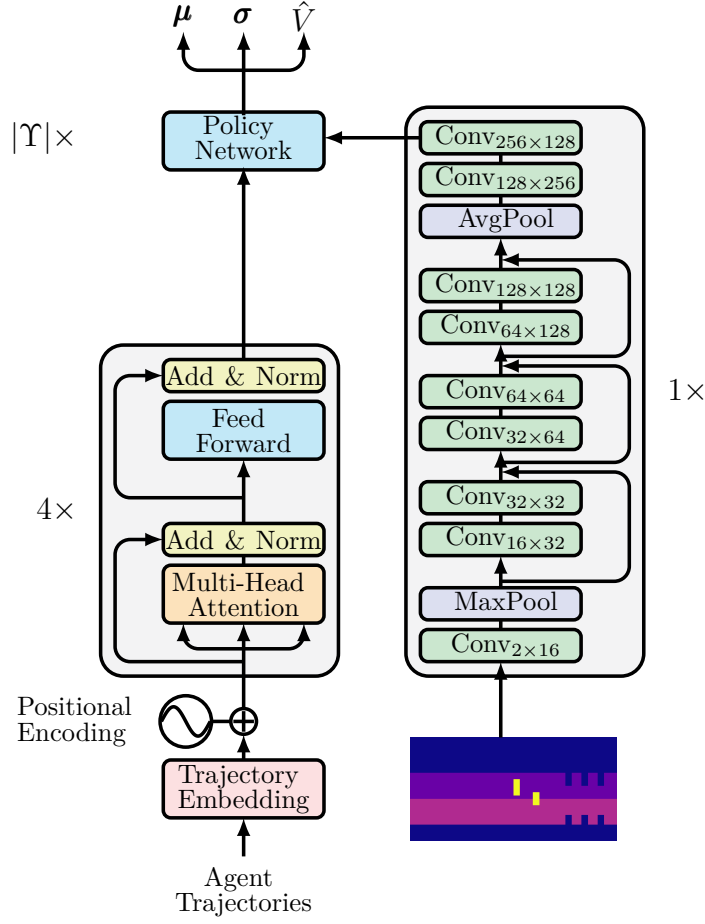 μ σ V̂
|Υ|×
Policy
Network
4×
Add & Norm
Feed
Forward
Add & Norm
Multi-Head
Attention
Positional
Encoding
Trajectory
Embedding
Agent
Trajectories
Conv256×128
Conv128×256
AvgPool
Conv128×128
Conv64×128
Conv64×64
Conv32×64
Conv32×32
Conv16×32
MaxPool
Conv2×16
1×